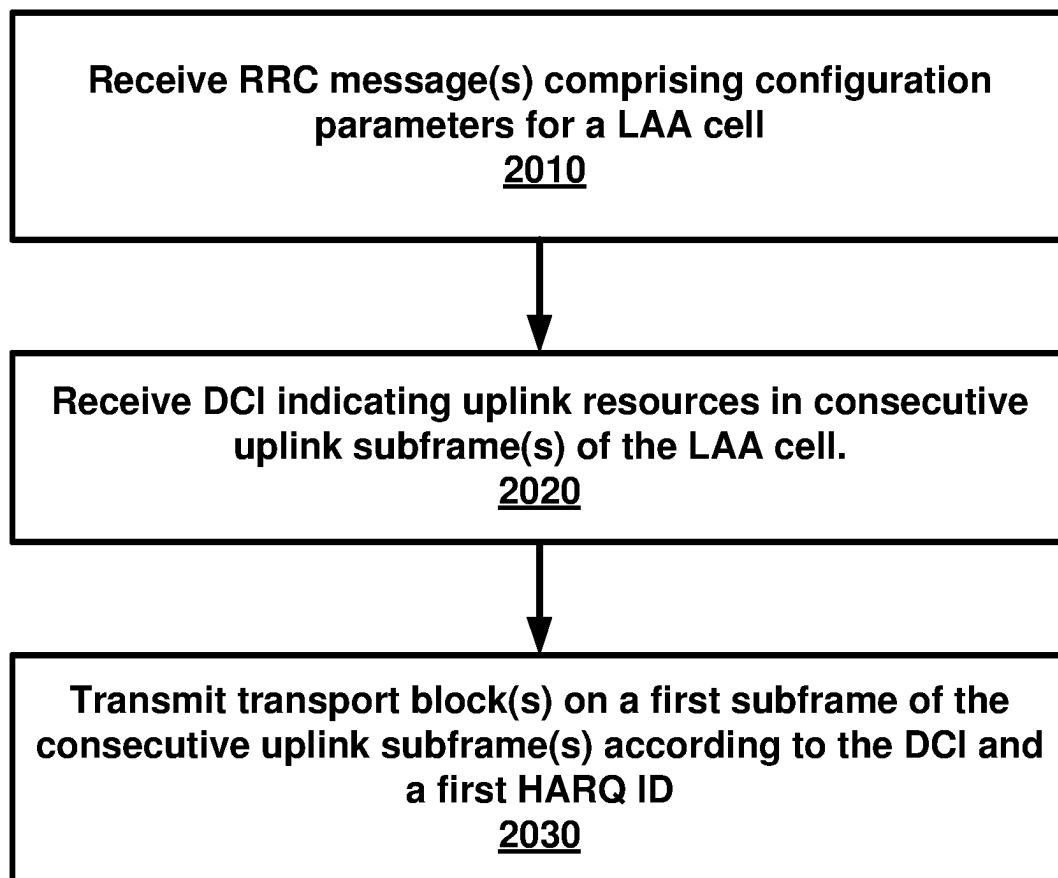 Receive RRC message(s) comprising configuration
parameters for a LAA cell
2010
Receive DCI indicating uplink resources in consecutive
uplink subframe(s) of the LAA cell.
2020
Transmit transport block(s) on a first subframe of the
consecutive uplink subframe(s) according to the DCI and
a first HARQ ID
2030